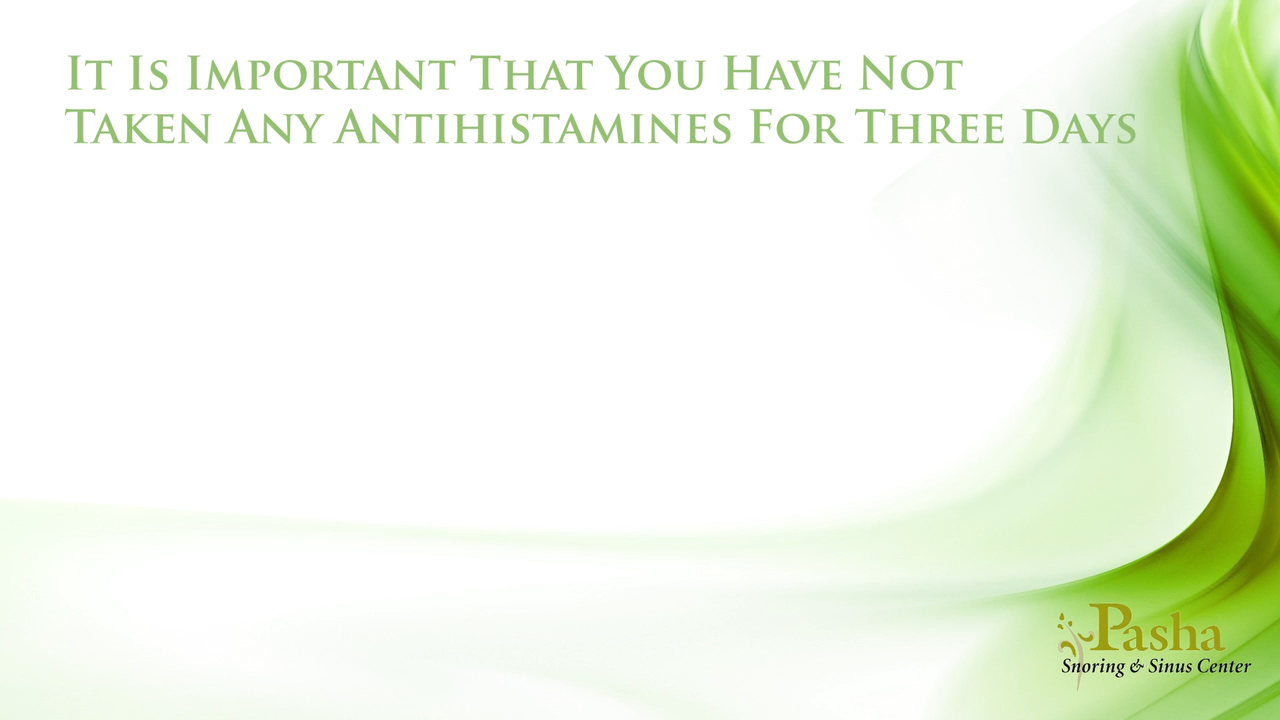 It Is Important That You Have Not
Taken Any Antihistamines For Three Days
Pasha
Snoring & Sinus Center